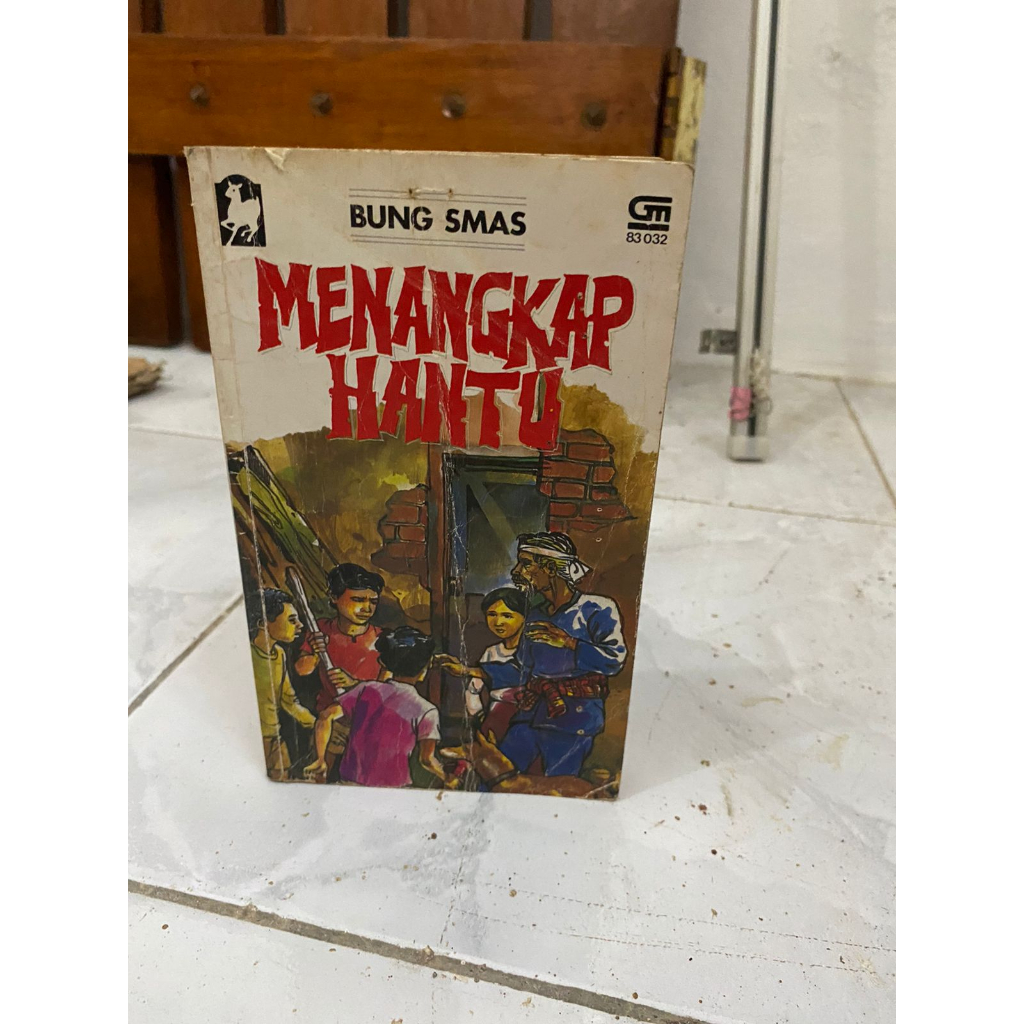 BUNG SMAS
GM
83 032
MENANGKAP
HANTU